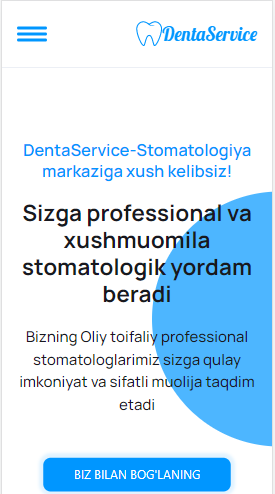 DentaService
DentaService-Stomatologiya
markaziga xush kelibsiz!
Sizga professional va
xushmuomila
stomatologik yordam
beradi
Bizning Oliy toifaliy professional
stomatologlarimiz sizga qulay
imkoniyat va sifatli muolija taqdim
etadi
BIZ BILAN BOG'LANING